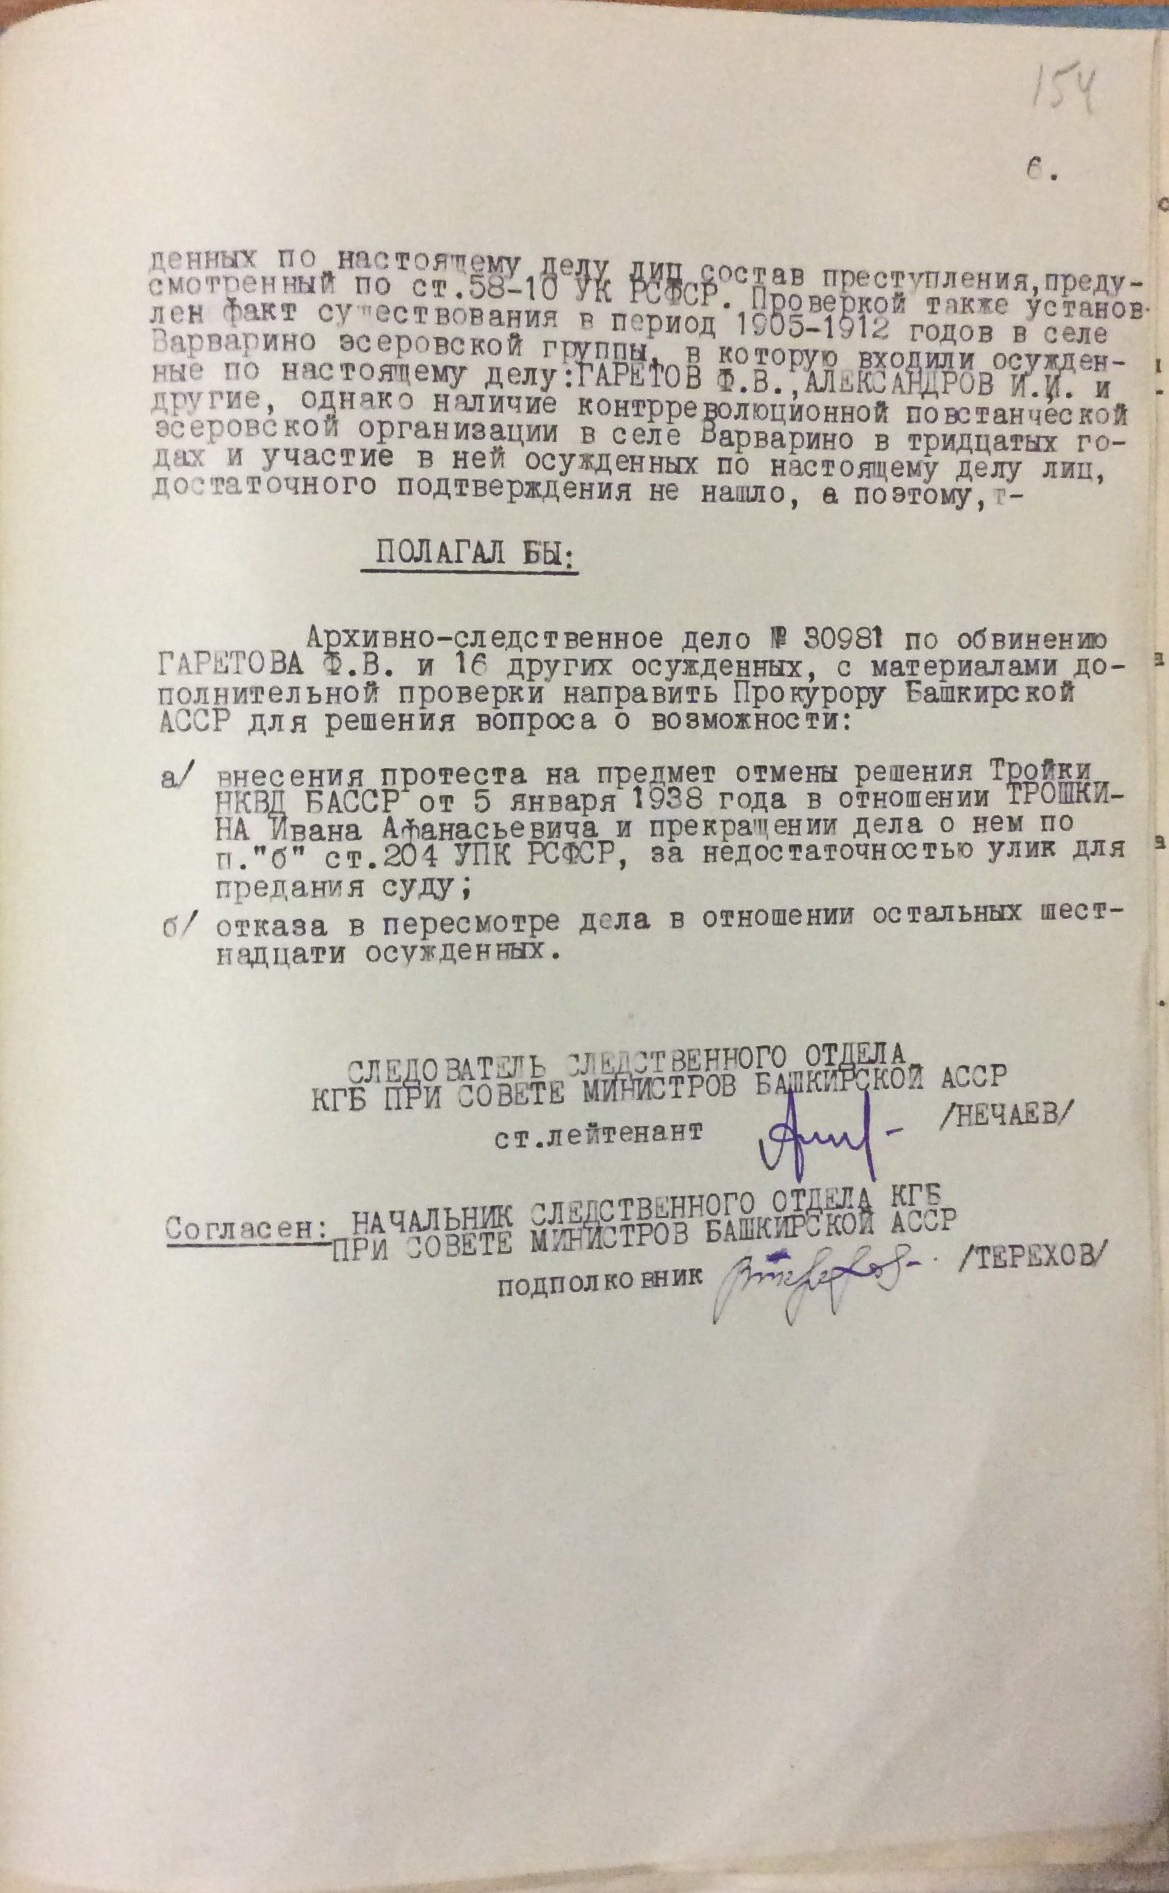 154
6.
денных по настоящему делу лиц состав преступления,преду-
смотренный по ст.58-10 УК РСФСР. Проверкой также установ-
лен факт существования в период 1905-1912 годов в селе
Варварино эсеровской группы, в которую входили осужден-
ные по настоящему делу:ГАРЕТОВ Ф.В.,АЛЕКСАНДРОВ И.И. и
другие, однако наличие контрреволюционной повстанческой
эсеровской организации в селе Варварино в тридцатых го-
дах и участие в ней осужденных по настоящему делу лиц,
достаточного подтверждения не нашло, а поэтому,-
ПОЛАГАЛ БЫ:
Архивно-следственное дело № 30981 по обвинению
ГАРЕТОВА Ф.В. и 16 других осужденных, с материалами до-
полнительной проверки направить Прокурору Башкирской
АССР для решения вопроса о возможности:
а/ внесения протеста на предмет отмены решения Тройки
НКВД БАССР от 5 января 1938 года в отношении ТРОШКИ-
НА Ивана Афанасьевича и прекращении дела о нем по
п."б" ст.204 УПК РСФСР, за недостаточностью улик для
предания суду;
б/ отказа в пересмотре дела в отношении остальных шест-
надцати осужденных.
СЛЕДОВАТЕЛЬ СЛЕДСТВЕННОГО ОТДЕЛА
КГБ ПРИ СОВЕТЕ МИНИСТРОВ БАШКИРСКОЙ АССР
ст.лейтенант /НЕЧАЕВ/
Согласен: НАЧАЛЬНИК СЛЕДСТВЕННОГО ОТДЕЛА КГБ
ПРИ СОВЕТЕ МИНИСТРОВ БАШКИРСКОЙ АССР
подполковник /ТЕРЕХОВ/